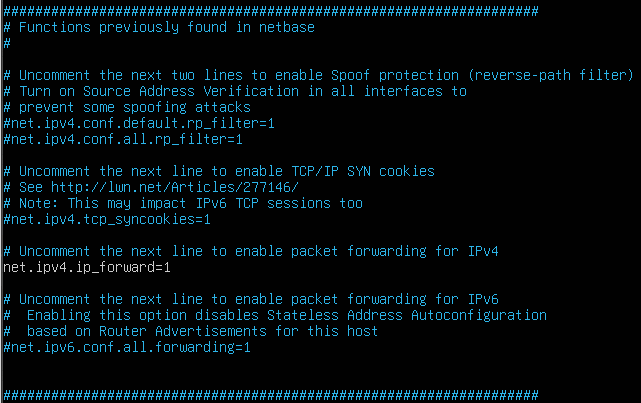 ###################################################################
# Functions previously found in netbase
#
# Uncomment the next two lines to enable Spoof protection (reverse-path filter)
# Turn on Source Address Verification in all interfaces to
# prevent some spoofing attacks
#net.ipv4.conf.default.rp_filter=1
#net.ipv4.conf.all.rp_filter=1
# Uncomment the next line to enable TCP/IP SYN cookies
# See http://lwn.net/Articles/277146/
# Note: This may impact IPv6 TCP sessions too
#net.ipv4.tcp_syncookies=1
# Uncomment the next line to enable packet forwarding for IPv4
net.ipv4.ip_forward=1
# Uncomment the next line to enable packet forwarding for IPv6
#  Enabling this option disables Stateless Address Autoconfiguration
#  based on Router Advertisements for this host
#net.ipv6.conf.all.forwarding=1
###################################################################